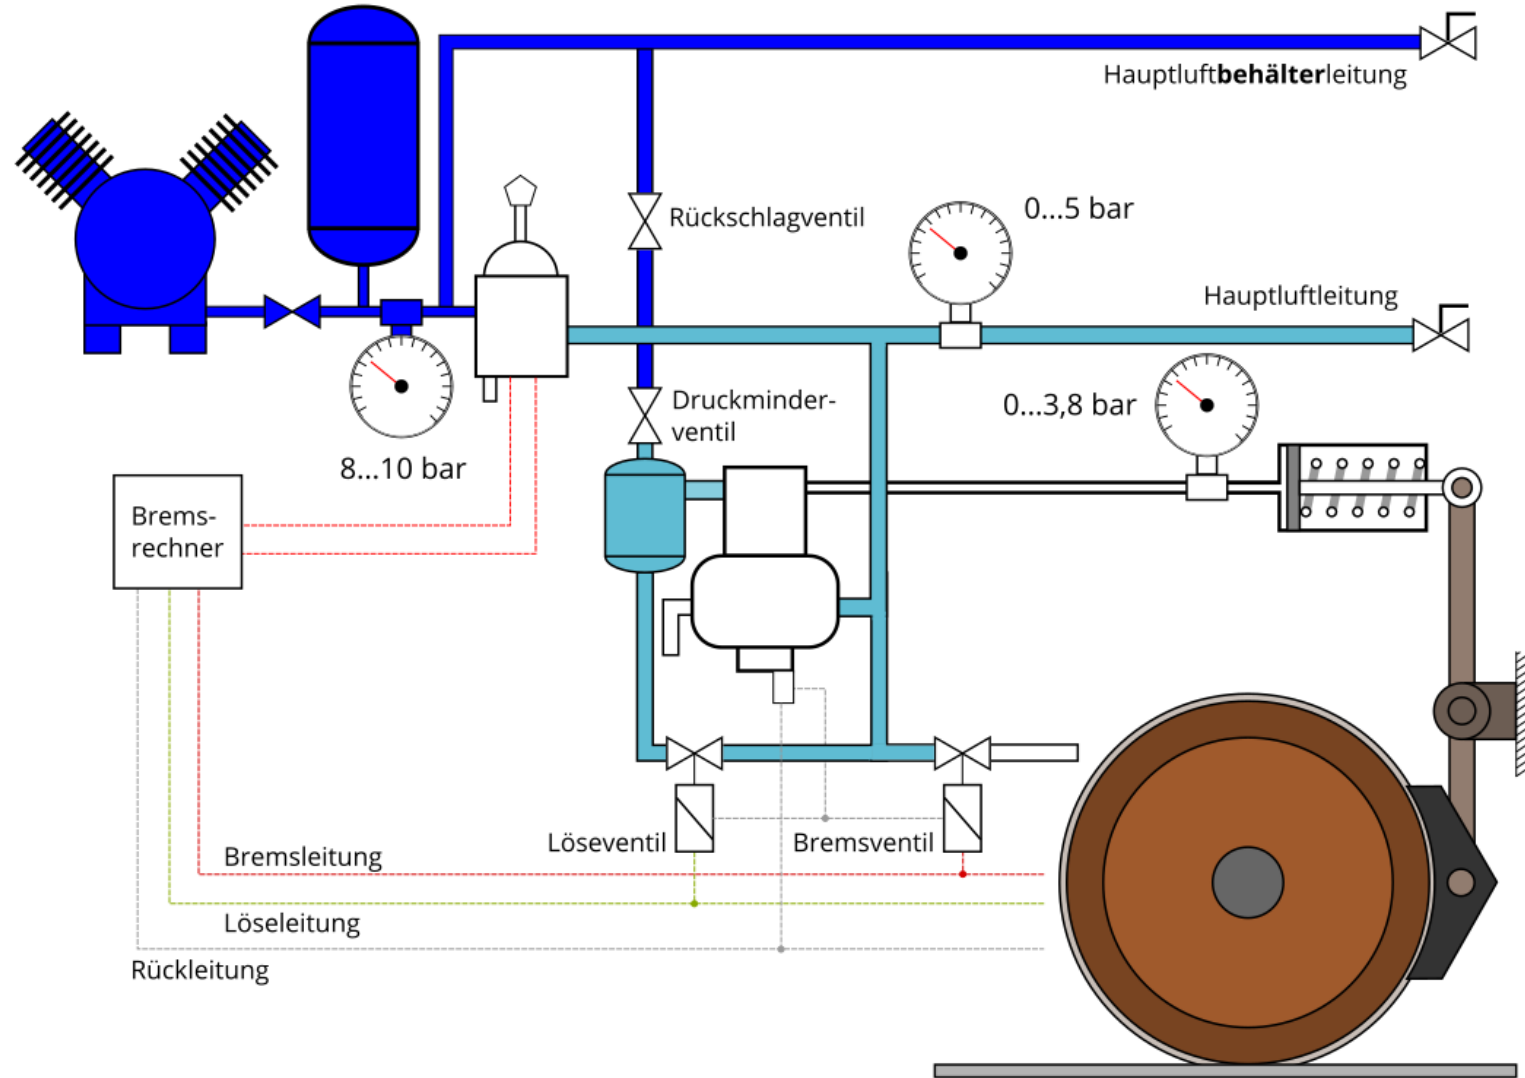 Hauptluftbehälterleitung
Rückschlagventil
0...5 bar
Hauptluftleitung
0...3,8 bar
Druckminder-
ventil
8...10 bar
Brems-
rechner
Löseventil
Bremsventil
Bremsleitung
Löseleitung
Rückleitung